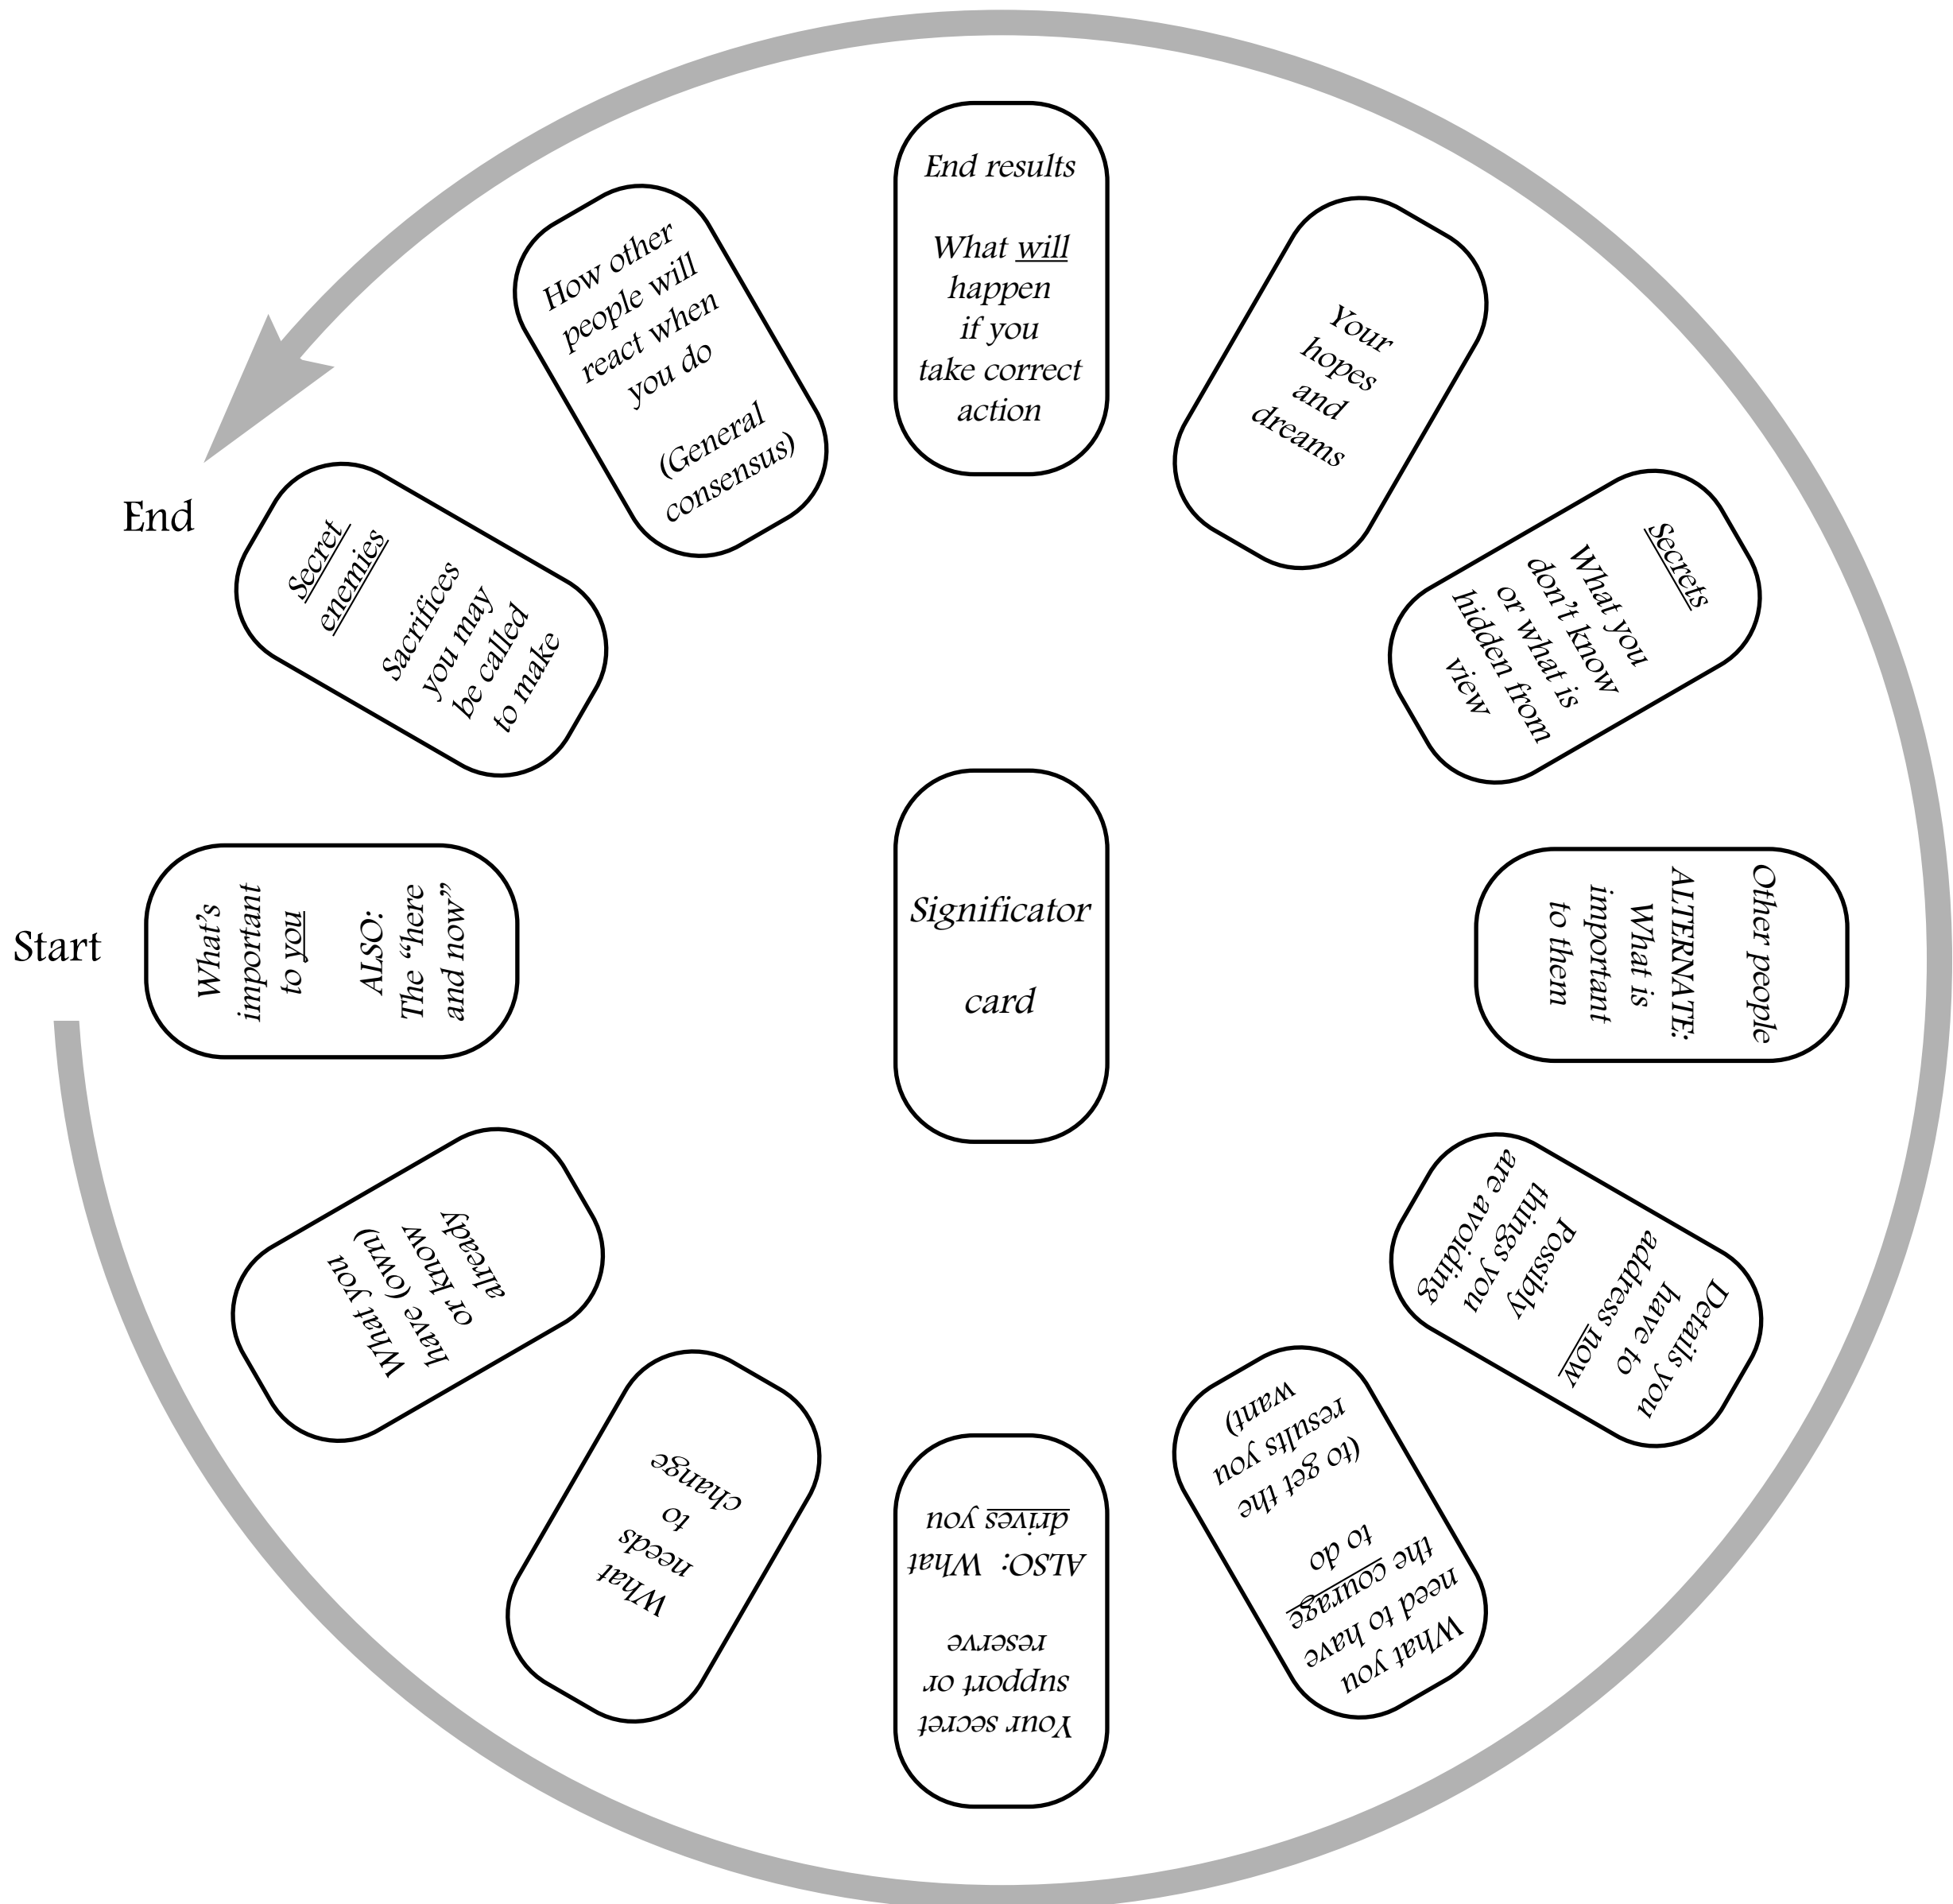 Start
What's
important
to you
ALSO:
The “here
and now”
What you
have (own)
or know
already
What
needs
to
change
Your secret
support or
reserve
ALSO: What
drives you
What you
need to have
the courage
to do
(to get the
results you
want)
Details you
have to
address now
Possibly
things you
are avoiding
Other people
ALTERNATE:
What is
important
to them
Secrets
What you
don't know
or what is
hidden from
view
Your
hopes
and
dreams
End results
What will
happen
if you
take correct
action
How other
people will
react when
you do
(General
consensus)
Secret
enemies
Sacrifices
you may
be called
to make
End
Significator
card